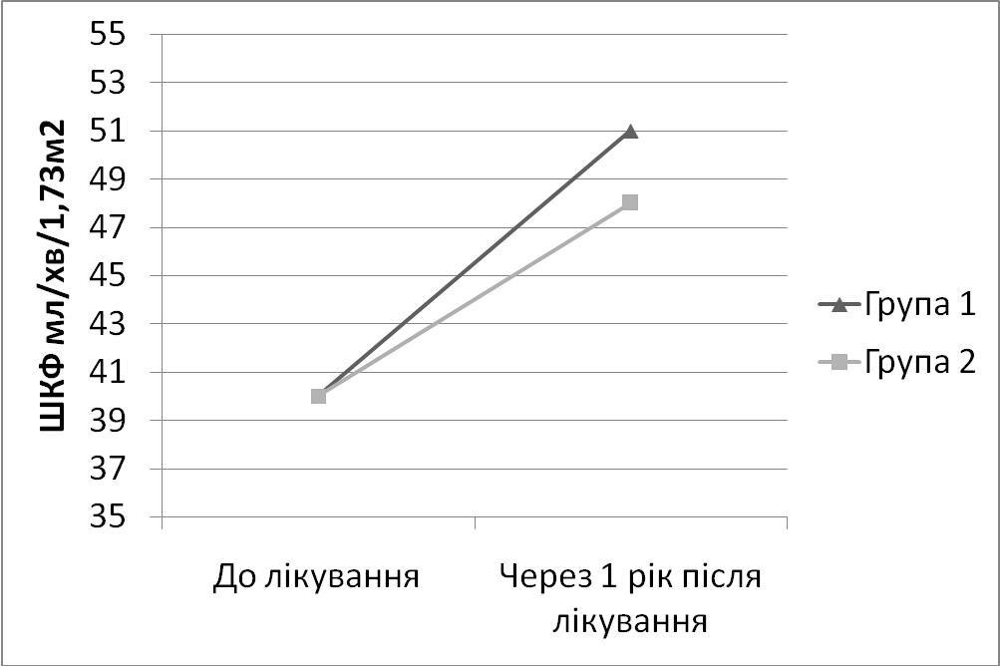 ШКФ мл/хв/1,73м2
55
53
51
49
47
45
43
41
39
37
35
До лікування
Через 1 рік після
лікування
Група 1
Група 2